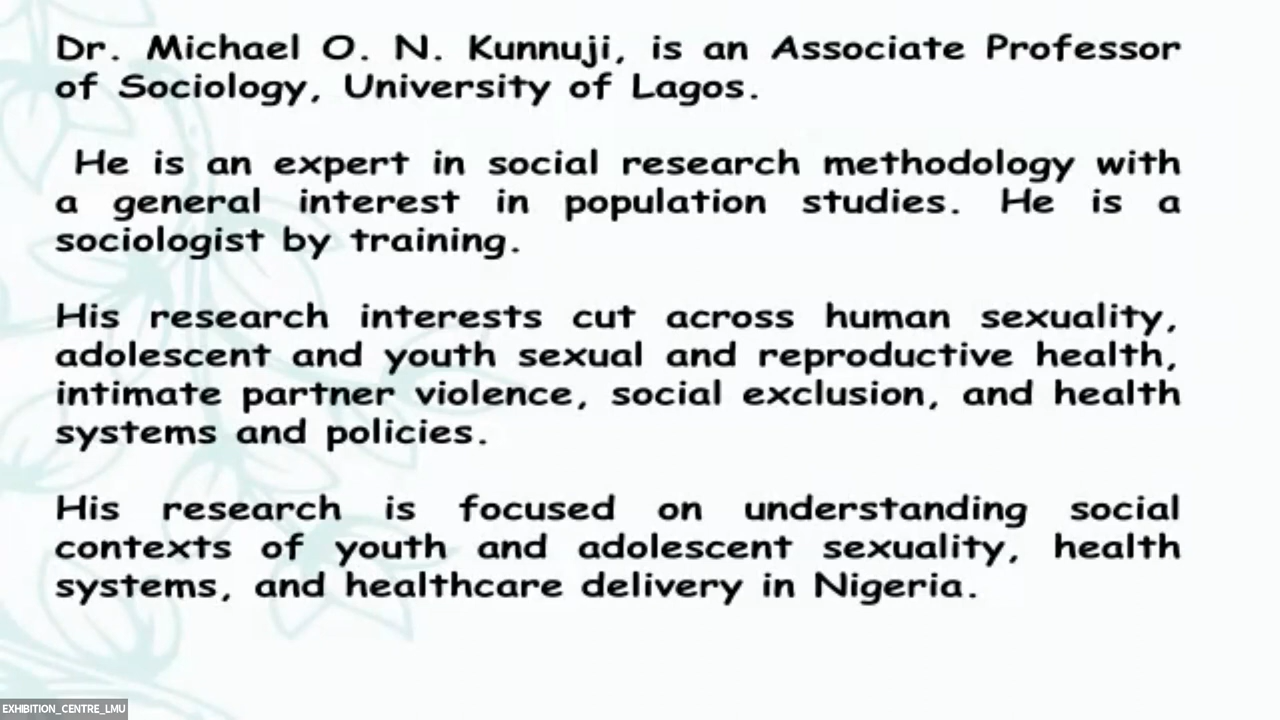 Dr. Michael O. N. Kunnuji, is an Associate Professor
of Sociology, University of Lagos.
He is an expert in social research methodology with
a general interest in population studies. He is a
sociologist by training.
His research interests cut across human sexuality,
adolescent and youth sexual and reproductive health,
intimate partner violence, social exclusion, and health
systems and policies.
His research is focused on understanding social
contexts of youth and adolescent sexuality, health
systems, and healthcare delivery in Nigeria.
EXHIBITION_CENTRE_LMU